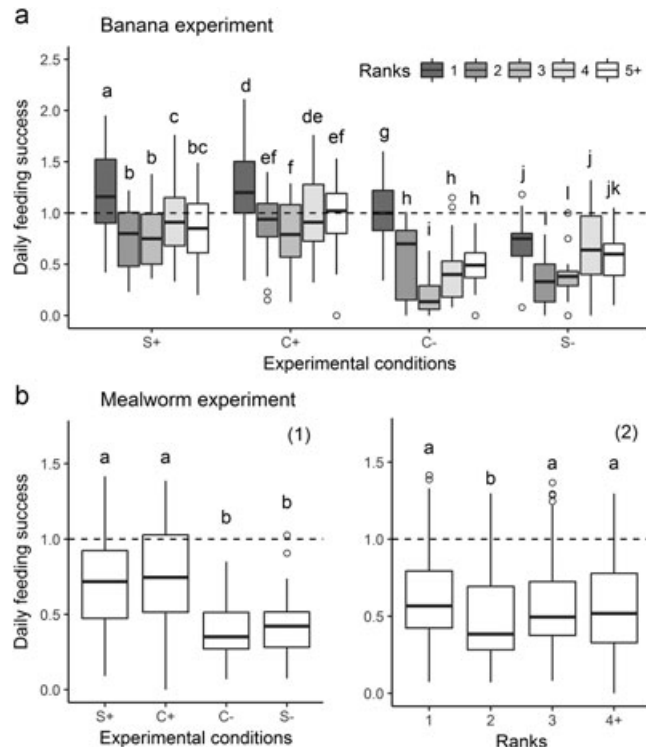 a
Banana experiment
Ranks 1 2 3 4 5+
Daily feeding success
2.5
2.0
1.5
1.0
0.5
0.0
a b b c bc
d ef f de ef
g h i h h
j l l j jk
S+ C+ C- S-
Experimental conditions
b
Mealworm experiment
(1)
Daily feeding success
1.5
1.0
0.5
0.0
a a b b
S+ C+ C- S-
Experimental conditions
(2)
1.5
1.0
0.5
0.0
a b a a
1 2 3 4+
Ranks